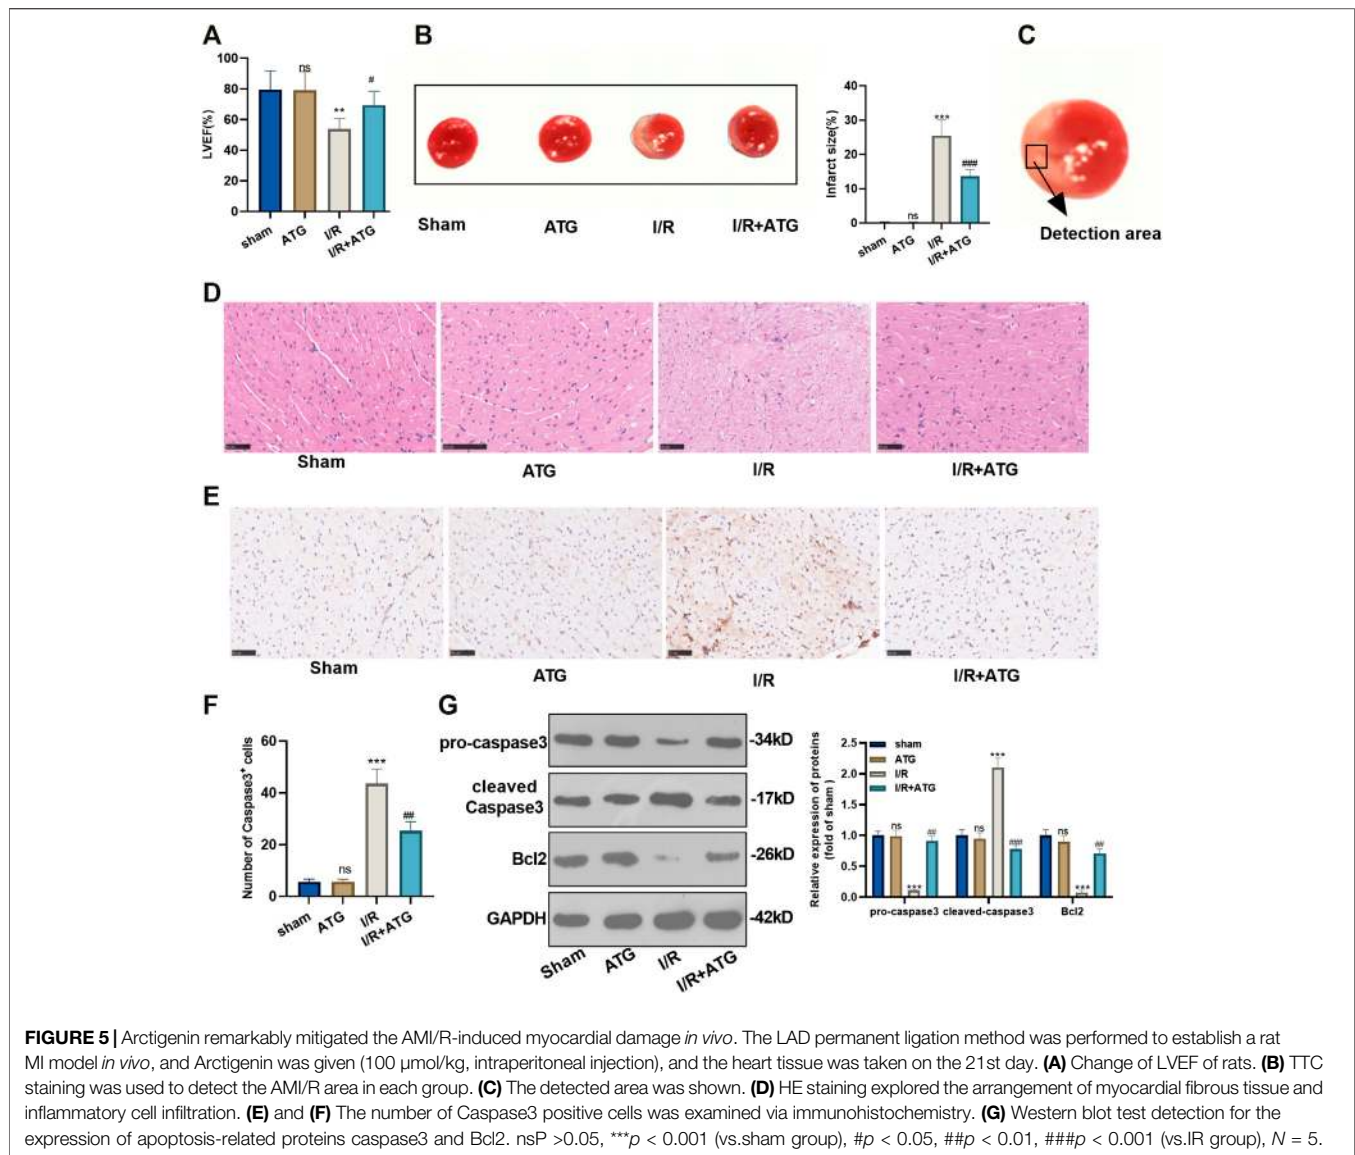 A
LVEF(%)
100
80
60
40
20
0
ns
**
#
sham
ATG
I/R
I/R+ATG
B
Sham
ATG
I/R
I/R+ATG
Infarct size(%)
40
30
20
10
0
ns
***
###
sham
ATG
I/R
I/R+ATG
C
Detection area
D
Sham
ATG
I/R
I/R+ATG
E
Sham
ATG
I/R
I/R+ATG
F
Number of Caspase3+ cells
60
40
20
0
ns
***
##
sham
ATG
I/R
I/R+ATG
G
pro-caspase3
-34kD
cleaved
Caspase3
-17kD
Bcl2
-26kD
GAPDH
-42kD
Sham
ATG
I/R
I/R+ATG
Relative expression of proteins
(fold of sham )
2.5
2.0
1.5
1.0
0.5
0.0
sham
ATG
I/R
I/R+ATG
ns
***
##
ns
***
###
ns
***
##
pro-caspase3
cleaved-caspase3
Bcl2
FIGURE 5 | Arctigenin remarkably mitigated the AMI/R-induced myocardial damage in vivo. The LAD permanent ligation method was performed to establish a rat
MI model in vivo, and Arctigenin was given (100 μmol/kg, intraperitoneal injection), and the heart tissue was taken on the 21st day. (A) Change of LVEF of rats. (B) TTC
staining was used to detect the AMI/R area in each group. (C) The detected area was shown. (D) HE staining explored the arrangement of myocardial fibrous tissue and
inflammatory cell infiltration. (E) and (F) The number of Caspase3 positive cells was examined via immunohistochemistry. (G) Western blot test detection for the
expression of apoptosis-related proteins caspase3 and Bcl2. nsP >0.05, ***p < 0.001 (vs.sham group), #p < 0.05, ##p < 0.01, ###p < 0.001 (vs.IR group), N = 5.